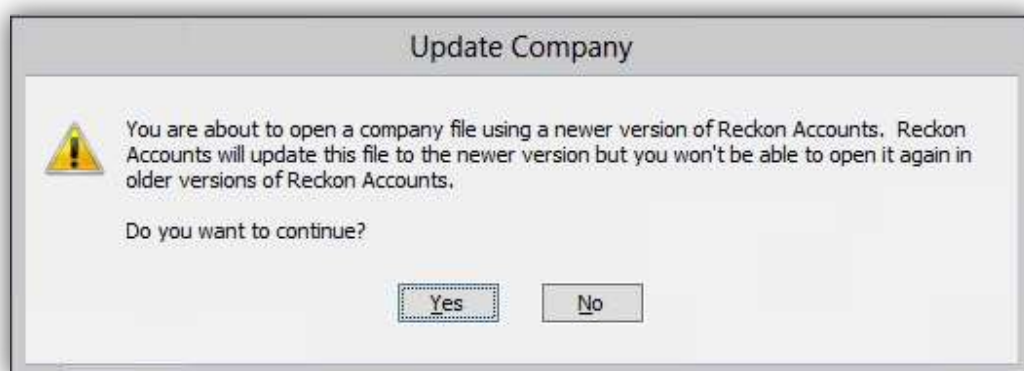 Update Company
You are about to open a company file using a newer version of Reckon Accounts.  Reckon
Accounts will update this file to the newer version but you won't be able to open it again in
older versions of Reckon Accounts.
Do you want to continue?
Yes
No